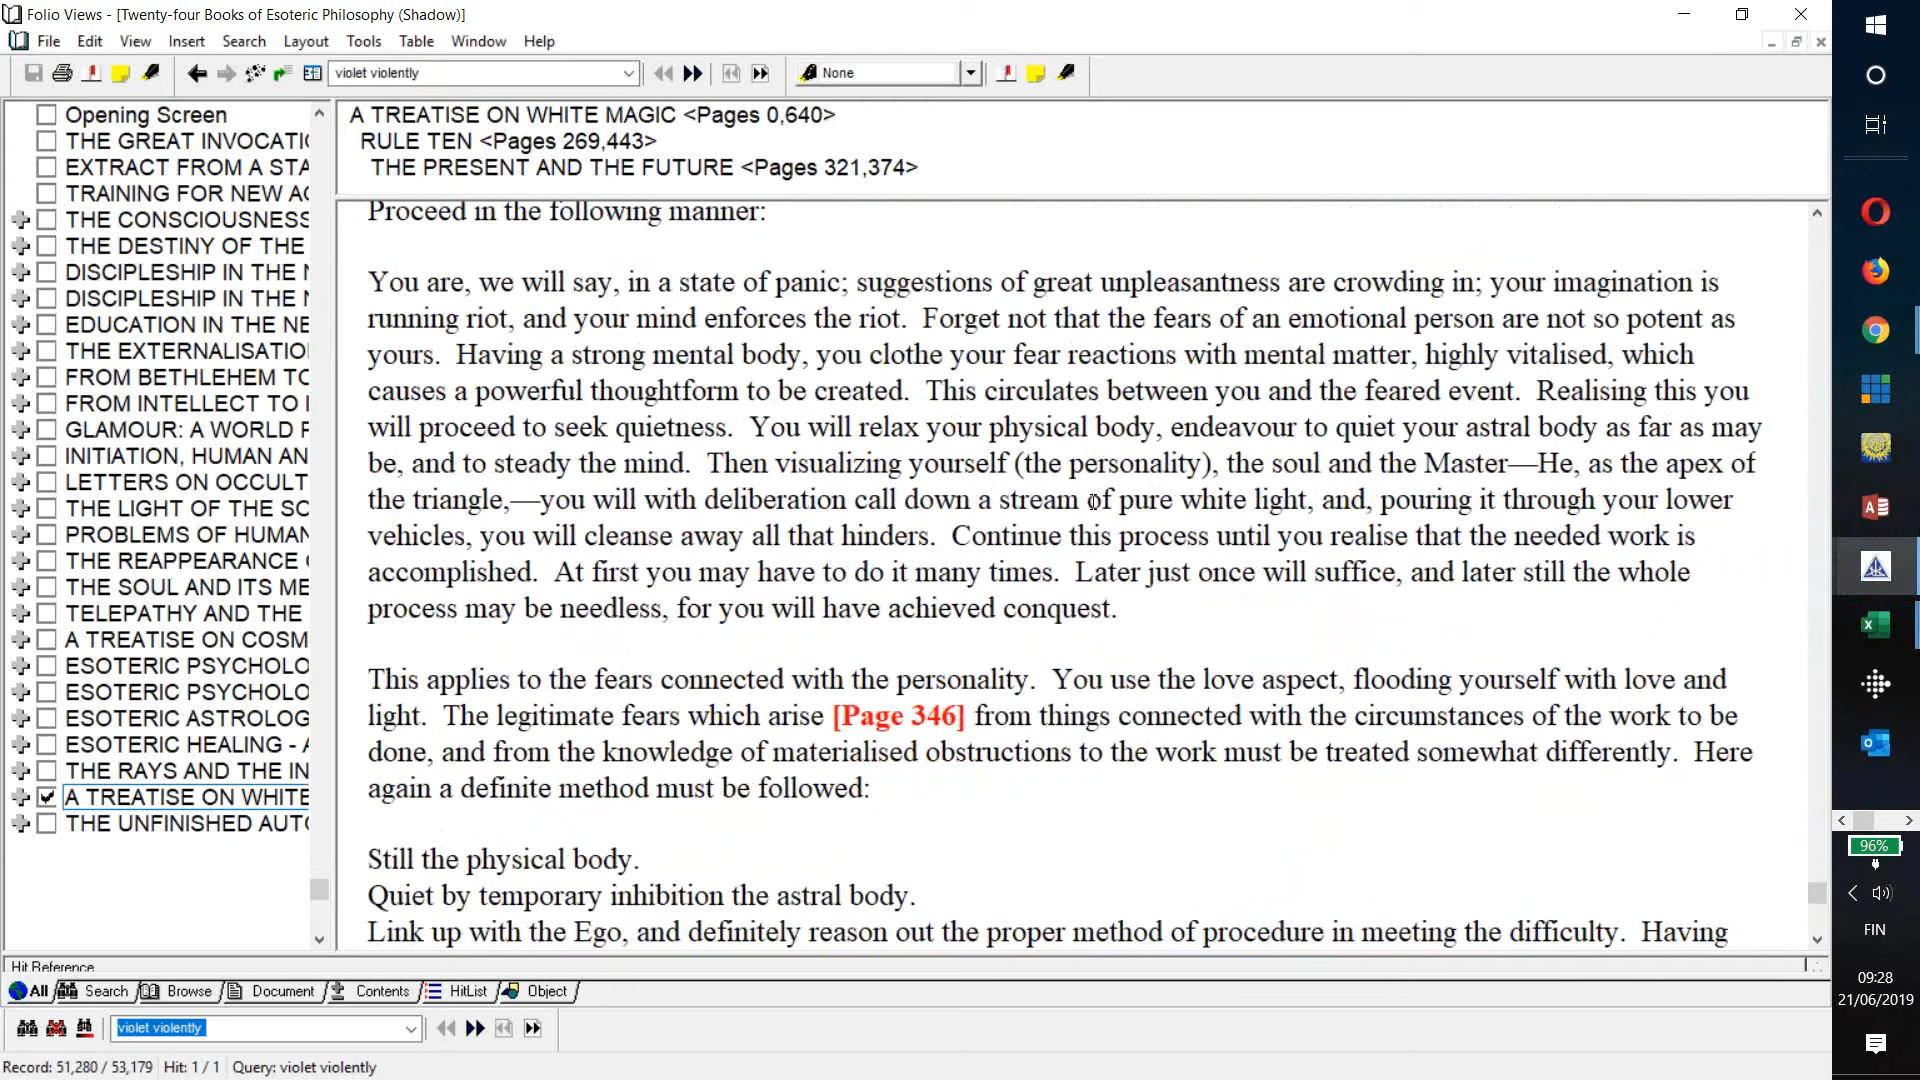 Folio Views - [Twenty-four Books of Esoteric Philosophy (Shadow)]
File Edit View Insert Search Layout Tools Table Window Help
violet violently
None
Opening Screen
THE GREAT INVOCATI
EXTRACT FROM A STA
TRAINING FOR NEW A
THE CONSCIOUSNESS
THE DESTINY OF THE
DISCIPLESHIP IN THE N
DISCIPLESHIP IN THE N
EDUCATION IN THE NE
THE EXTERNALISATIO
FROM BETHLEHEM TO
FROM INTELLECT TO I
GLAMOUR: A WORLD P
INITIATION, HUMAN AN
LETTERS ON OCCULT
THE LIGHT OF THE SO
PROBLEMS OF HUMAN
THE REAPPEARANCE
THE SOUL AND ITS ME
TELEPATHY AND THE
A TREATISE ON COSM
ESOTERIC PSYCHOLO
ESOTERIC PSYCHOLO
ESOTERIC ASTROLOG
ESOTERIC HEALING - A
THE RAYS AND THE IN
A TREATISE ON WHITE
THE UNFINISHED AUTO
A TREATISE ON WHITE MAGIC <Pages 0,640>
RULE TEN <Pages 269,443>
THE PRESENT AND THE FUTURE <Pages 321,374>
Proceed in the following manner:
You are, we will say, in a state of panic; suggestions of great unpleasantness are crowding in; your imagination is
running riot, and your mind enforces the riot. Forget not that the fears of an emotional person are not so potent as
yours. Having a strong mental body, you clothe your fear reactions with mental matter, highly vitalised, which
causes a powerful thoughtform to be created. This circulates between you and the feared event. Realising this you
will proceed to seek quietness. You will relax your physical body, endeavour to quiet your astral body as far as may
be, and to steady the mind. Then visualizing yourself (the personality), the soul and the Master—He, as the apex of
the triangle,—you will with deliberation call down a stream of pure white light, and, pouring it through your lower
vehicles, you will cleanse away all that hinders. Continue this process until you realise that the needed work is
accomplished. At first you may have to do it many times. Later just once will suffice, and later still the whole
process may be needless, for you will have achieved conquest.
This applies to the fears connected with the personality. You use the love aspect, flooding yourself with love and
light. The legitimate fears which arise [Page 346] from things connected with the circumstances of the work to be
done, and from the knowledge of materialised obstructions to the work must be treated somewhat differently. Here
again a definite method must be followed:
Still the physical body.
Quiet by temporary inhibition the astral body.
Link up with the Ego, and definitely reason out the proper method of procedure in meeting the difficulty. Having
Hit Reference
All Search Browse Document Contents HitList Object
violet violently
Record: 51,280 / 53,179 Hit: 1 / 1 Query: violet violently
96%
FIN
09:28
21/06/2019